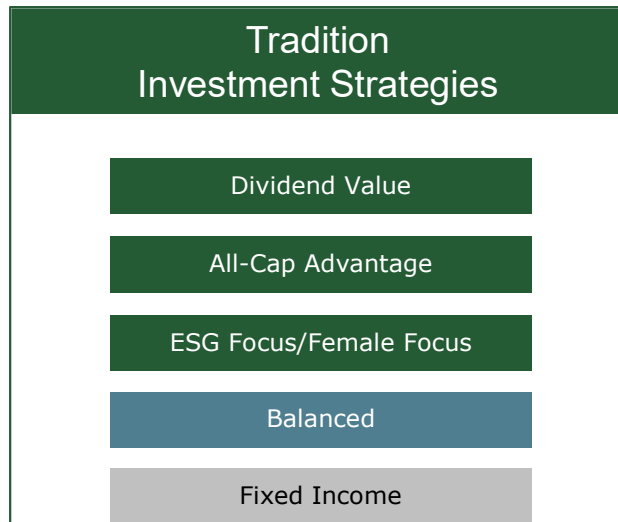 Tradition
Investment Strategies
Dividend Value
All-Cap Advantage
ESG Focus/Female Focus
Balanced
Fixed Income